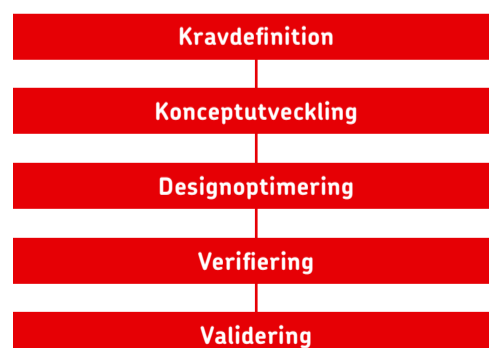 Kravdefinition
Konceptutveckling
Designoptimering
Verifiering
Validering